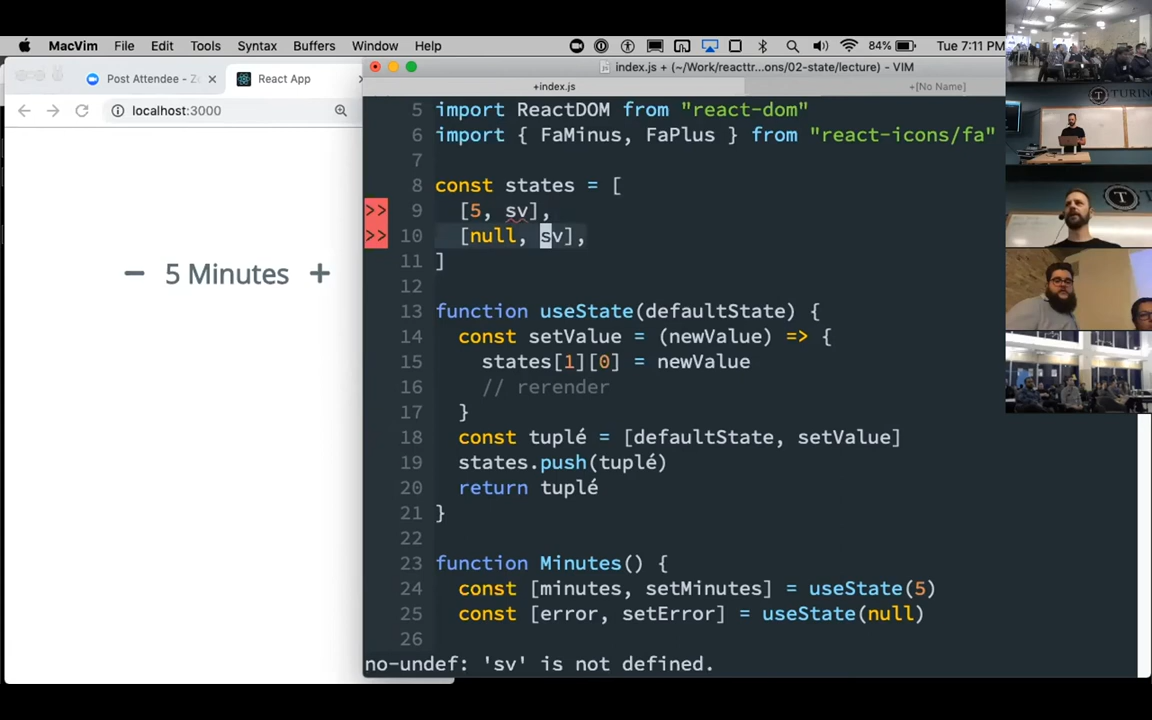 MacVim File Edit Tools Syntax Buffers Window Help 84% Tue 7:11 PM
Post Attendee - Z
React App
localhost:3000
index.js + (~/Work/reacttr...ons/02-state/lecture) - VIM
+index.js
+[No Name]
5 import ReactDOM from "react-dom"
6 import { FaMinus, FaPlus } from "react-icons/fa"
7
8 const states = [
>> 9 [5, sv],
>> 10 [null, sv],
11 ]
12
13 function useState(defaultState) {
14 const setValue = (newValue) => {
15 states[1][0] = newValue
16 // rerender
17 }
18 const tuplé = [defaultState, setValue]
19 states.push(tuplé)
20 return tuplé
21 }
22
23 function Minutes() {
24 const [minutes, setMinutes] = useState(5)
25 const [error, setError] = useState(null)
26
no-undef: 'sv' is not defined.
5 Minutes
TURIN